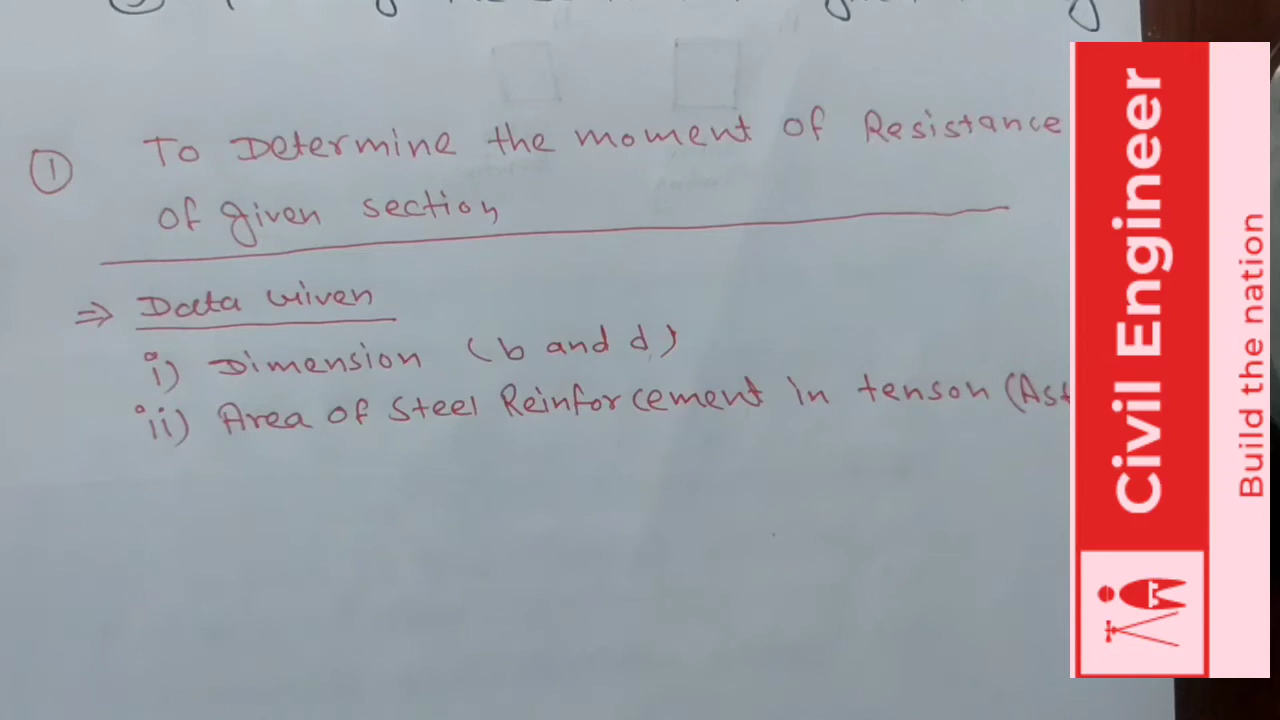 ① To Determine the moment of Resistance
of given section
⇒ Data Given
i) Dimension (b and d)
ii) Area of Steel Reinforcement in tenson (Ast
Civil Engineer
Build the nation